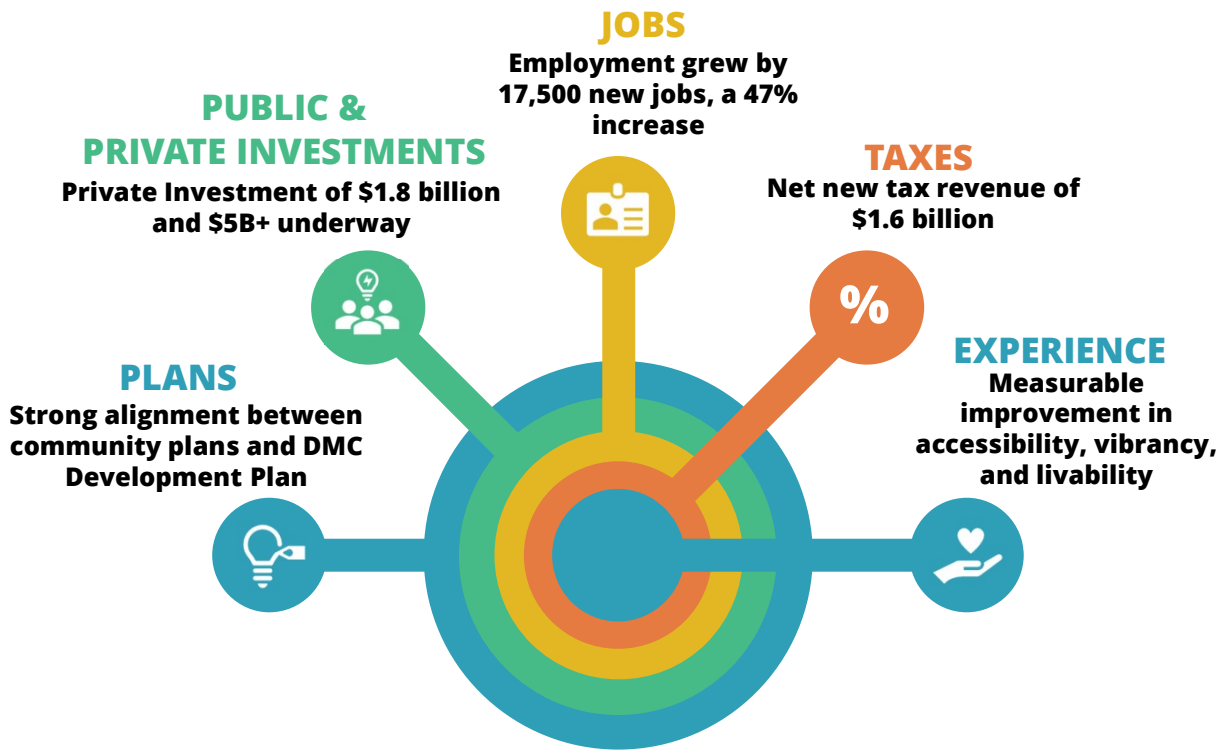 JOBS
Employment grew by
17,500 new jobs, a 47%
increase
PUBLIC &
PRIVATE INVESTMENTS
Private Investment of $1.8 billion
and $5B+ underway
TAXES
Net new tax revenue of
$1.6 billion
%
PLANS
Strong alignment between
community plans and DMC
Development Plan
EXPERIENCE
Measurable
improvement in
accessibility, vibrancy,
and livability